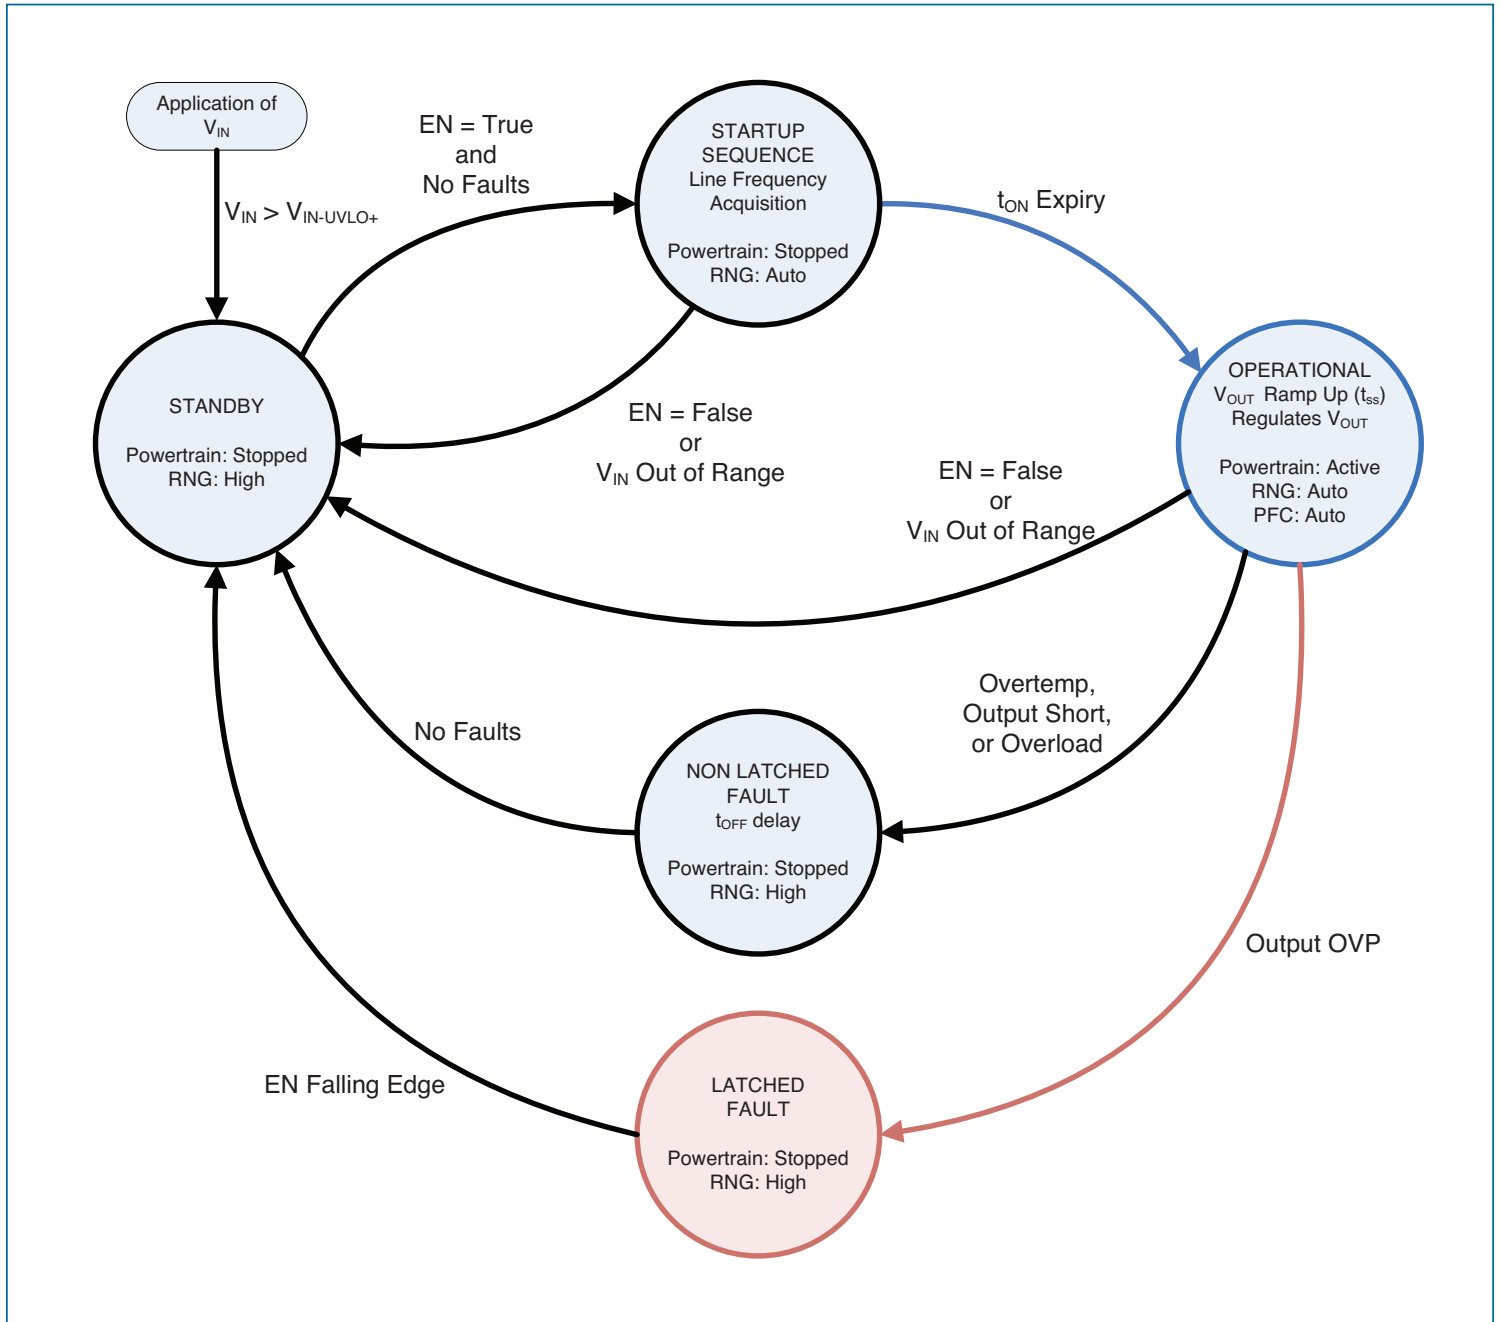 Application of
VIN
VIN > VIN-UVLO+
EN = True
and
No Faults
STARTUP
SEQUENCE
Line Frequency
Acquisition
Powertrain: Stopped
RNG: Auto
tON Expiry
STANDBY
Powertrain: Stopped
RNG: High
EN = False
or
VIN Out of Range
OPERATIONAL
VOUT Ramp Up (tss)
Regulates VOUT
Powertrain: Active
RNG: Auto
PFC: Auto
EN = False
or
VIN Out of Range
No Faults
NON LATCHED
FAULT
tOFF delay
Powertrain: Stopped
RNG: High
Overtemp,
Output Short,
or Overload
Output OVP
EN Falling Edge
LATCHED
FAULT
Powertrain: Stopped
RNG: High